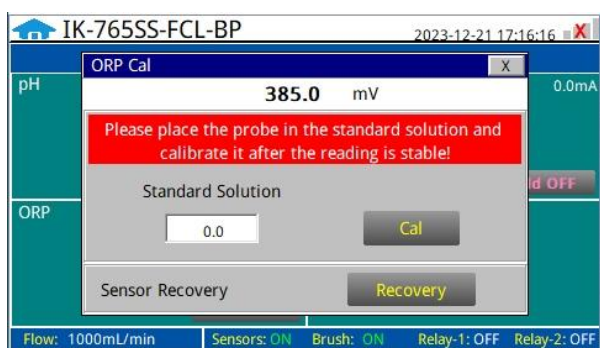 IK-765SS-FCL-BP
2023-12-21 17:16:16
ORP Cal
X
pH
385.0 mV
0.0mA
Please place the probe in the standard solution and
calibrate it after the reading is stable!
Standard Solution
OFF
ORP
0.0
Cal
Sensor Recovery
Recovery
Flow: 1000mL/min
Sensors: ON
Brush: ON
Relay-1: OFF
Relay-2: OFF